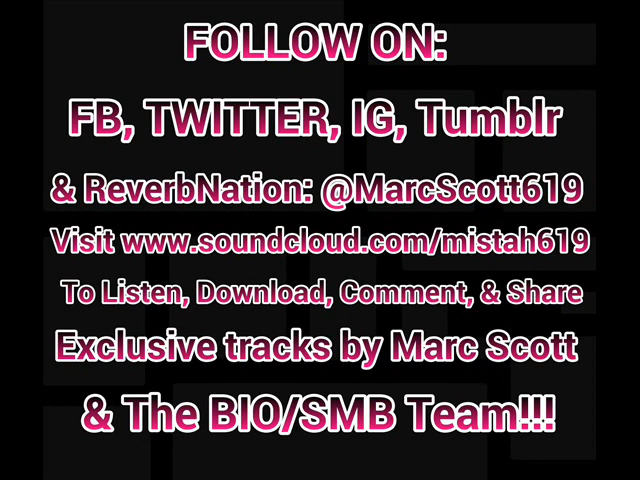 FOLLOW ON:
FB, TWITTER, IG, Tumblr
& ReverbNation: @MarcScott619
Visit www.soundcloud.com/mistah619
To Listen, Download, Comment, & Share
Exclusive tracks by Marc Scott
& The BIO/SMB Team!!!